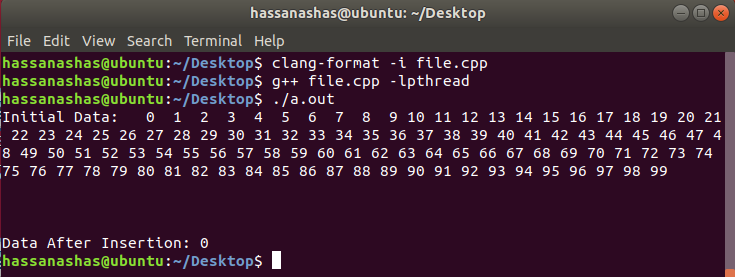 hassanashas@ubuntu: ~/Desktop
File Edit View Search Terminal Help
hassanashas@ubuntu:~/Desktop$ clang-format -i file.cpp
hassanashas@ubuntu:~/Desktop$ g++ file.cpp -lpthread
hassanashas@ubuntu:~/Desktop$ ./a.out
Initial Data:   0  1  2  3  4  5  6  7  8  9 10 11 12 13 14 15 16 17 18 19 20 21
 22 23 24 25 26 27 28 29 30 31 32 33 34 35 36 37 38 39 40 41 42 43 44 45 46 47 4
8 49 50 51 52 53 54 55 56 57 58 59 60 61 62 63 64 65 66 67 68 69 70 71 72 73 74
75 76 77 78 79 80 81 82 83 84 85 86 87 88 89 90 91 92 93 94 95 96 97 98 99
Data After Insertion: 0
hassanashas@ubuntu:~/Desktop$